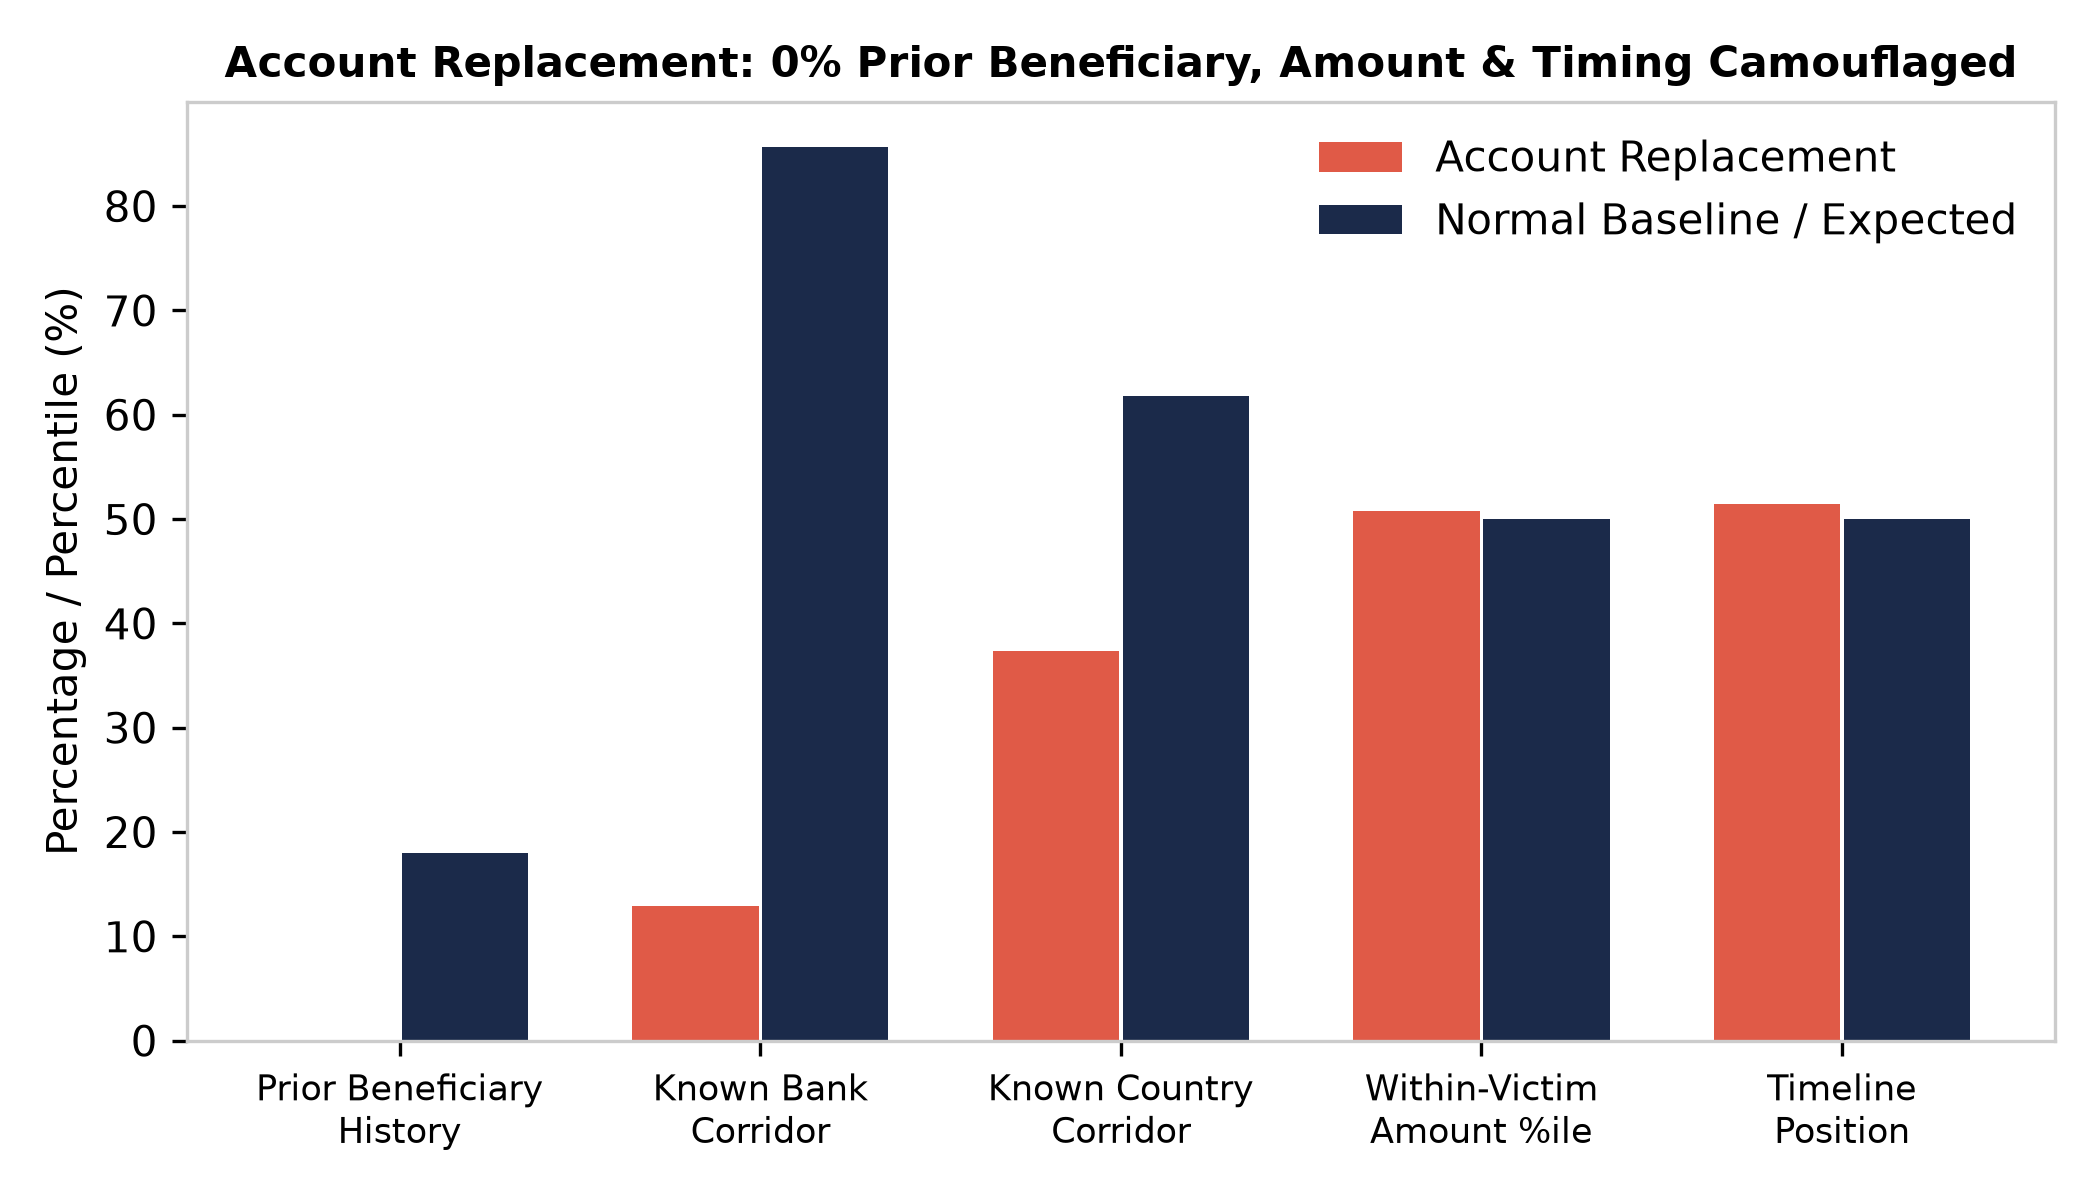 Account Replacement: 0% Prior Beneficiary, Amount & Timing Camouflaged
Account Replacement
Normal Baseline / Expected
Percentage / Percentile (%)
80
70
60
50
40
30
20
10
0
Prior Beneficiary
History
Known Bank
Corridor
Known Country
Corridor
Within-Victim
Amount %ile
Timeline
Position